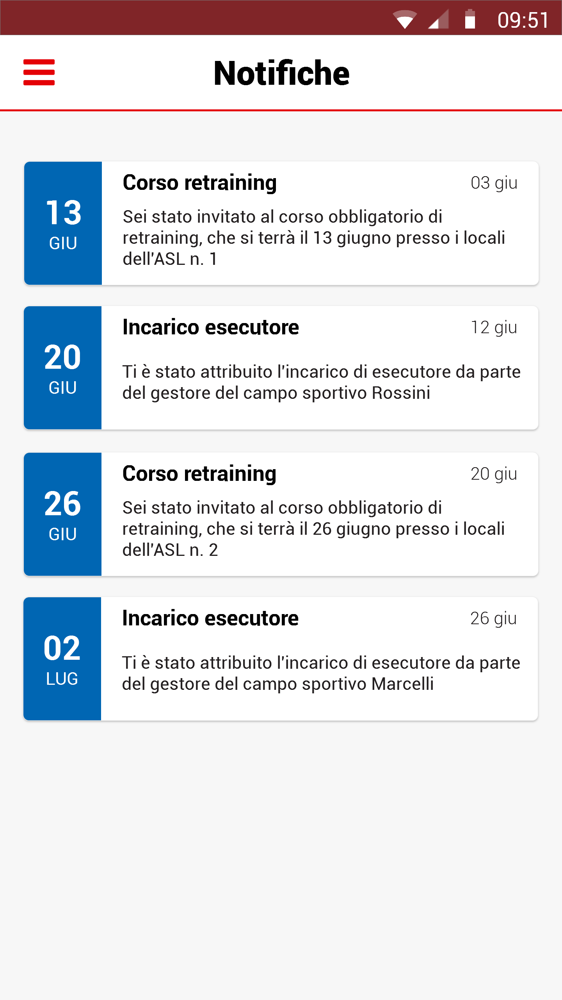 09:51
Notifiche
13
GIU
Corso retraining
03 giu
Sei stato invitato al corso obbligatorio di
retraining, che si terrà il 13 giugno presso i locali
dell'ASL n. 1
20
GIU
Incarico esecutore
12 giu
Ti è stato attribuito l'incarico di esecutore da parte
del gestore del campo sportivo Rossini
26
GIU
Corso retraining
20 giu
Sei stato invitato al corso obbligatorio di
retraining, che si terrà il 26 giugno presso i locali
dell'ASL n. 2
02
LUG
Incarico esecutore
26 giu
Ti è stato attribuito l'incarico di esecutore da parte
del gestore del campo sportivo Marcelli